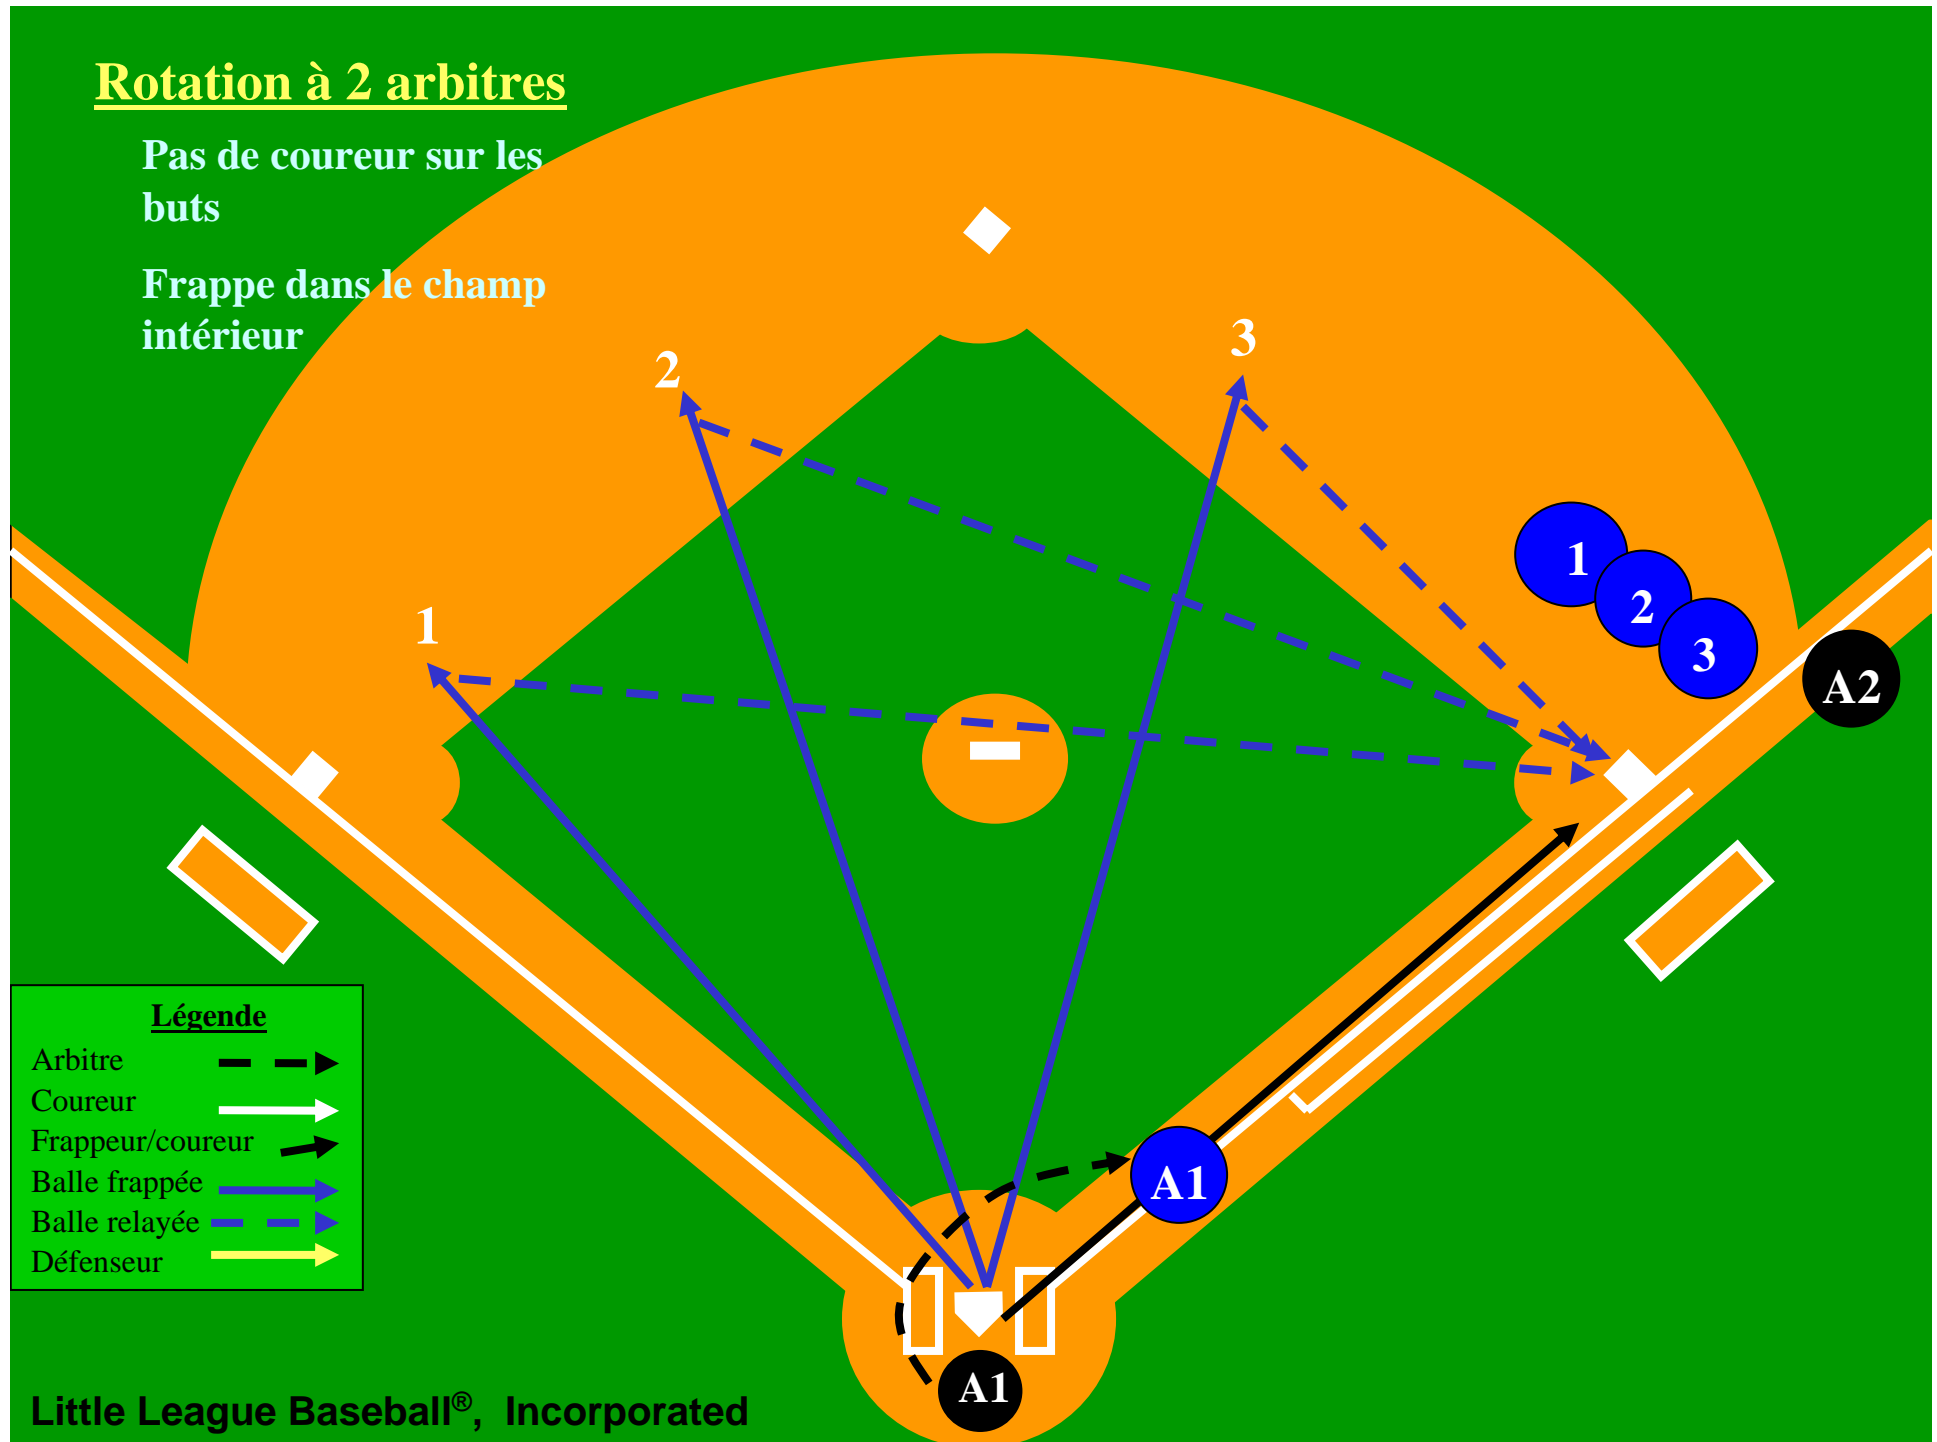 Rotation à 2 arbitres
Pas de coureur sur les
buts
Frappe dans le champ
intérieur
3
2
1
1
2
3
A2
A1
A1
Légende
Arbitre
Coureur
Frappeur/coureur
Balle frappée
Balle relayée
Défenseur
Little League Baseball®, Incorporated